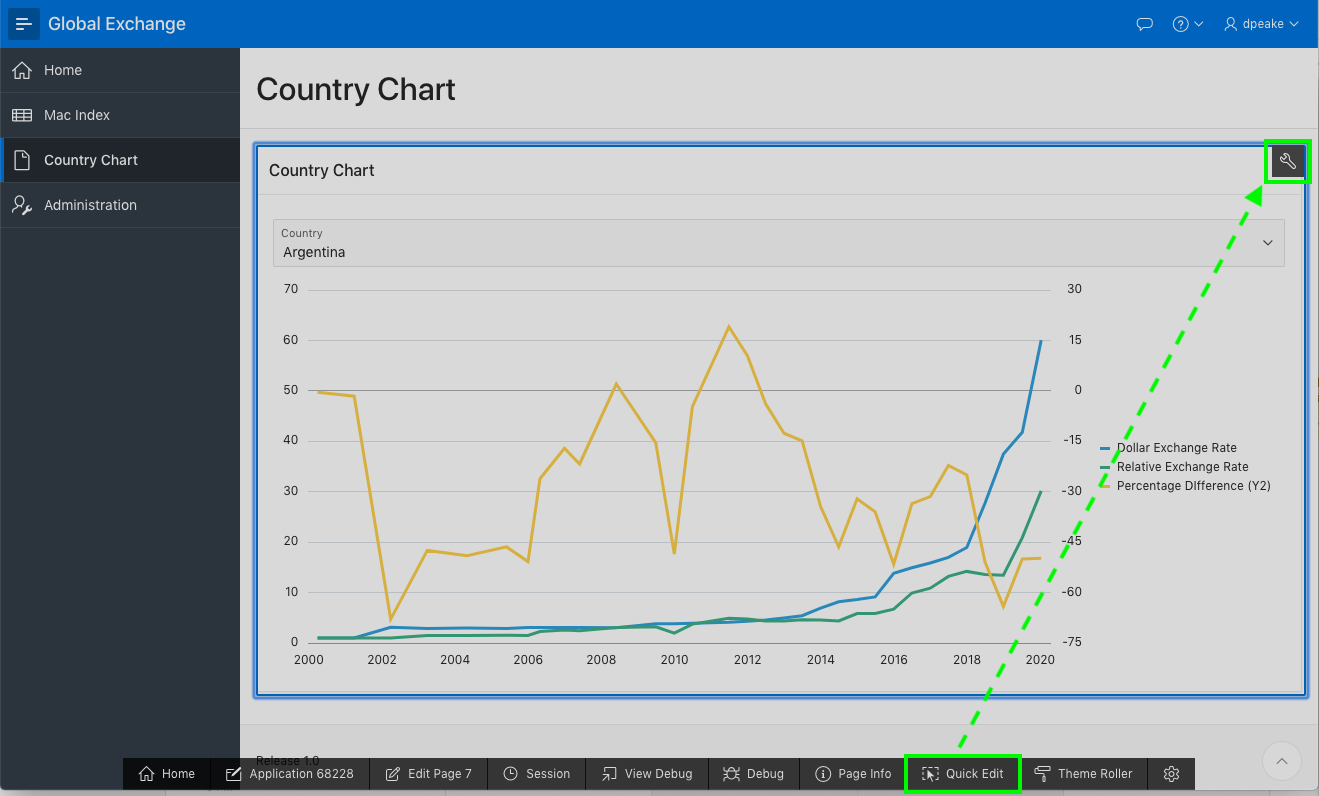 Global Exchange
dpeake
Home
Mac Index
Country Chart
Administration
Country Chart
Country Chart
Country
Argentina
70 30
60 15
50 0
40 -15
30 -30
20 -45
10 -60
0 -75
2000 2002 2004 2006 2008 2010 2012 2014 2016 2018 2020
Dollar Exchange Rate
Relative Exchange Rate
Percentage DIfference (Y2)
Release 1.0
Home Application 68228 Edit Page 7 Session View Debug Debug Page Info Quick Edit Theme Roller